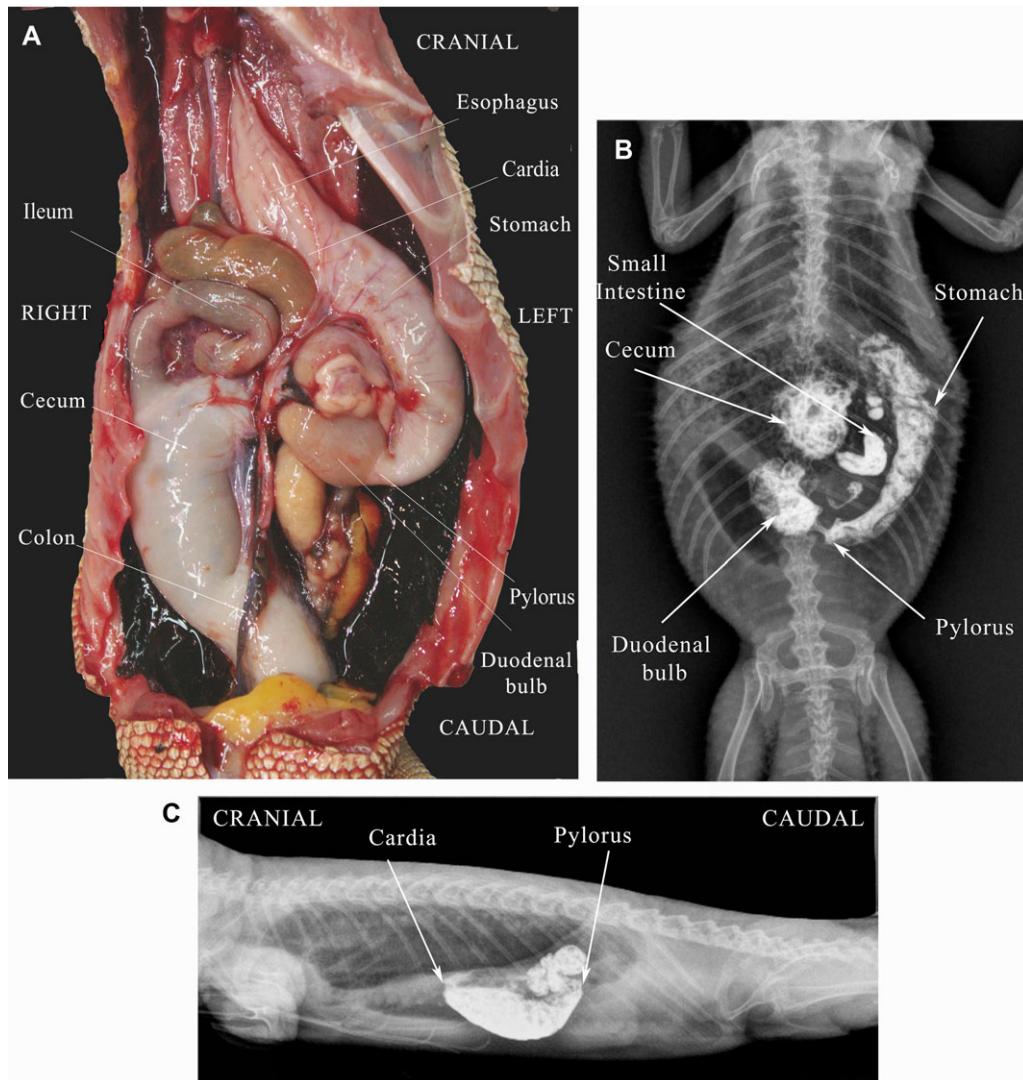 A
CRANIAL
Esophagus
Cardia
Ileum
Stomach
RIGHT
LEFT
Cecum
Colon
Pylorus
Duodenal
bulb
CAUDAL
B
Small
Intestine
Stomach
Cecum
Duodenal
bulb
Pylorus
C
CRANIAL
CAUDAL
Cardia
Pylorus